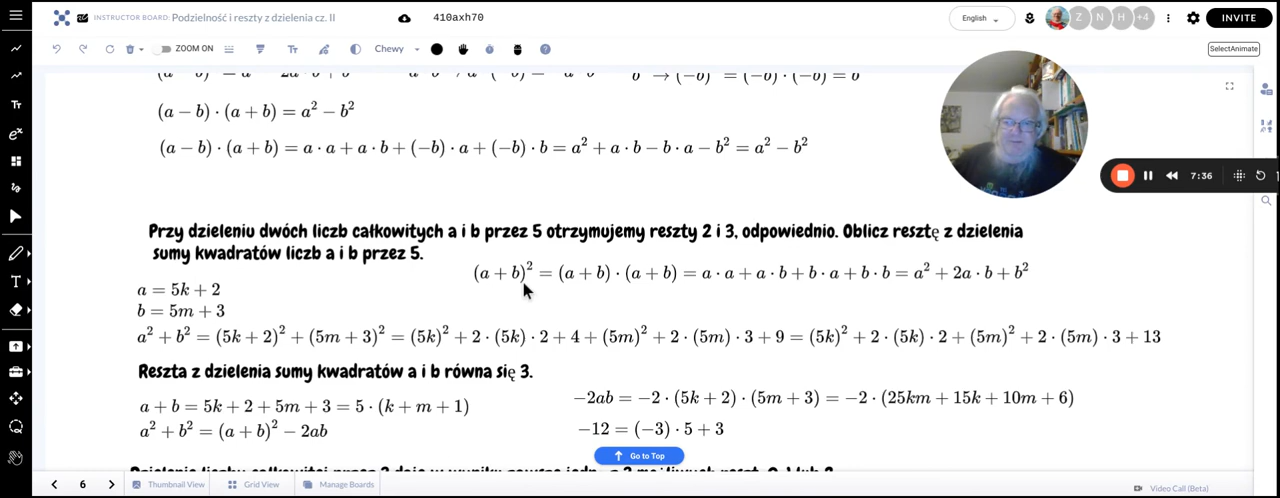 INSTRUCTOR BOARD: Podzielność i reszty z dzielenia cz. II
410axh70
English
Z N H +4
INVITE
ZOOM ON
Tт
Chewy
SelectAnimate
(a − b) · (a + b) = a² − b²
(a − b) · (a + b) = a · a + a · b + (−b) · a + (−b) · b = a² + a · b − b · a − b² = a² − b²
7:36
Przy dzieleniu dwóch liczb całkowitych a i b przez 5 otrzymujemy reszty 2 i 3, odpowiednio. Oblicz resztę z dzielenia
sumy kwadratów liczb a i b przez 5.
(a + b)² = (a + b) · (a + b) = a · a + a · b + b · a + b · b = a² + 2a · b + b²
a = 5k + 2
b = 5m + 3
a² + b² = (5k + 2)² + (5m + 3)² = (5k)² + 2 · (5k) · 2 + 4 + (5m)² + 2 · (5m) · 3 + 9 = (5k)² + 2 · (5k) · 2 + (5m)² + 2 · (5m) · 3 + 13
Reszta z dzielenia sumy kwadratów a i b równa się 3.
a + b = 5k + 2 + 5m + 3 = 5 · (k + m + 1)
−2ab = −2 · (5k + 2) · (5m + 3) = −2 · (25km + 15k + 10m + 6)
a² + b² = (a + b)² − 2ab
−12 = (−3) · 5 + 3
Go to Top
6
Thumbnail View
Grid View
Manage Boards
Video Call (Beta)